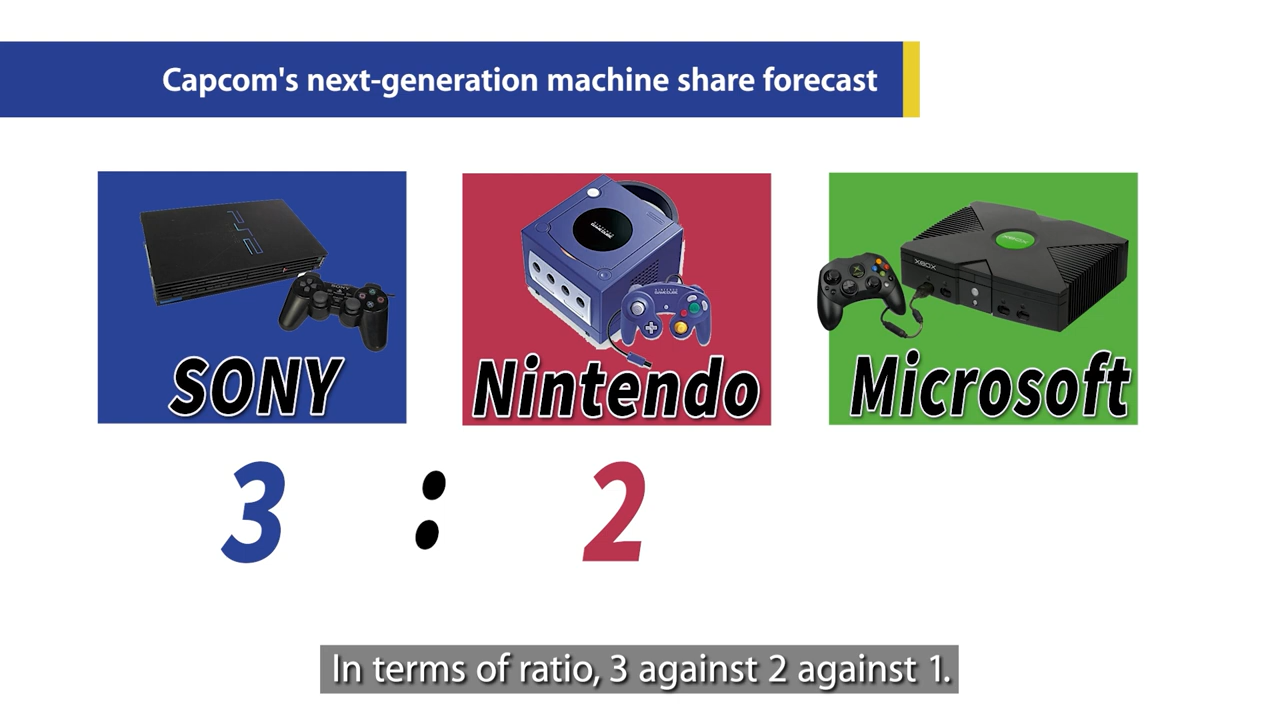 Capcom's next-generation machine share forecast
SONY
Nintendo
Microsoft
XBOX
3 : 2
In terms of ratio, 3 against 2 against 1.